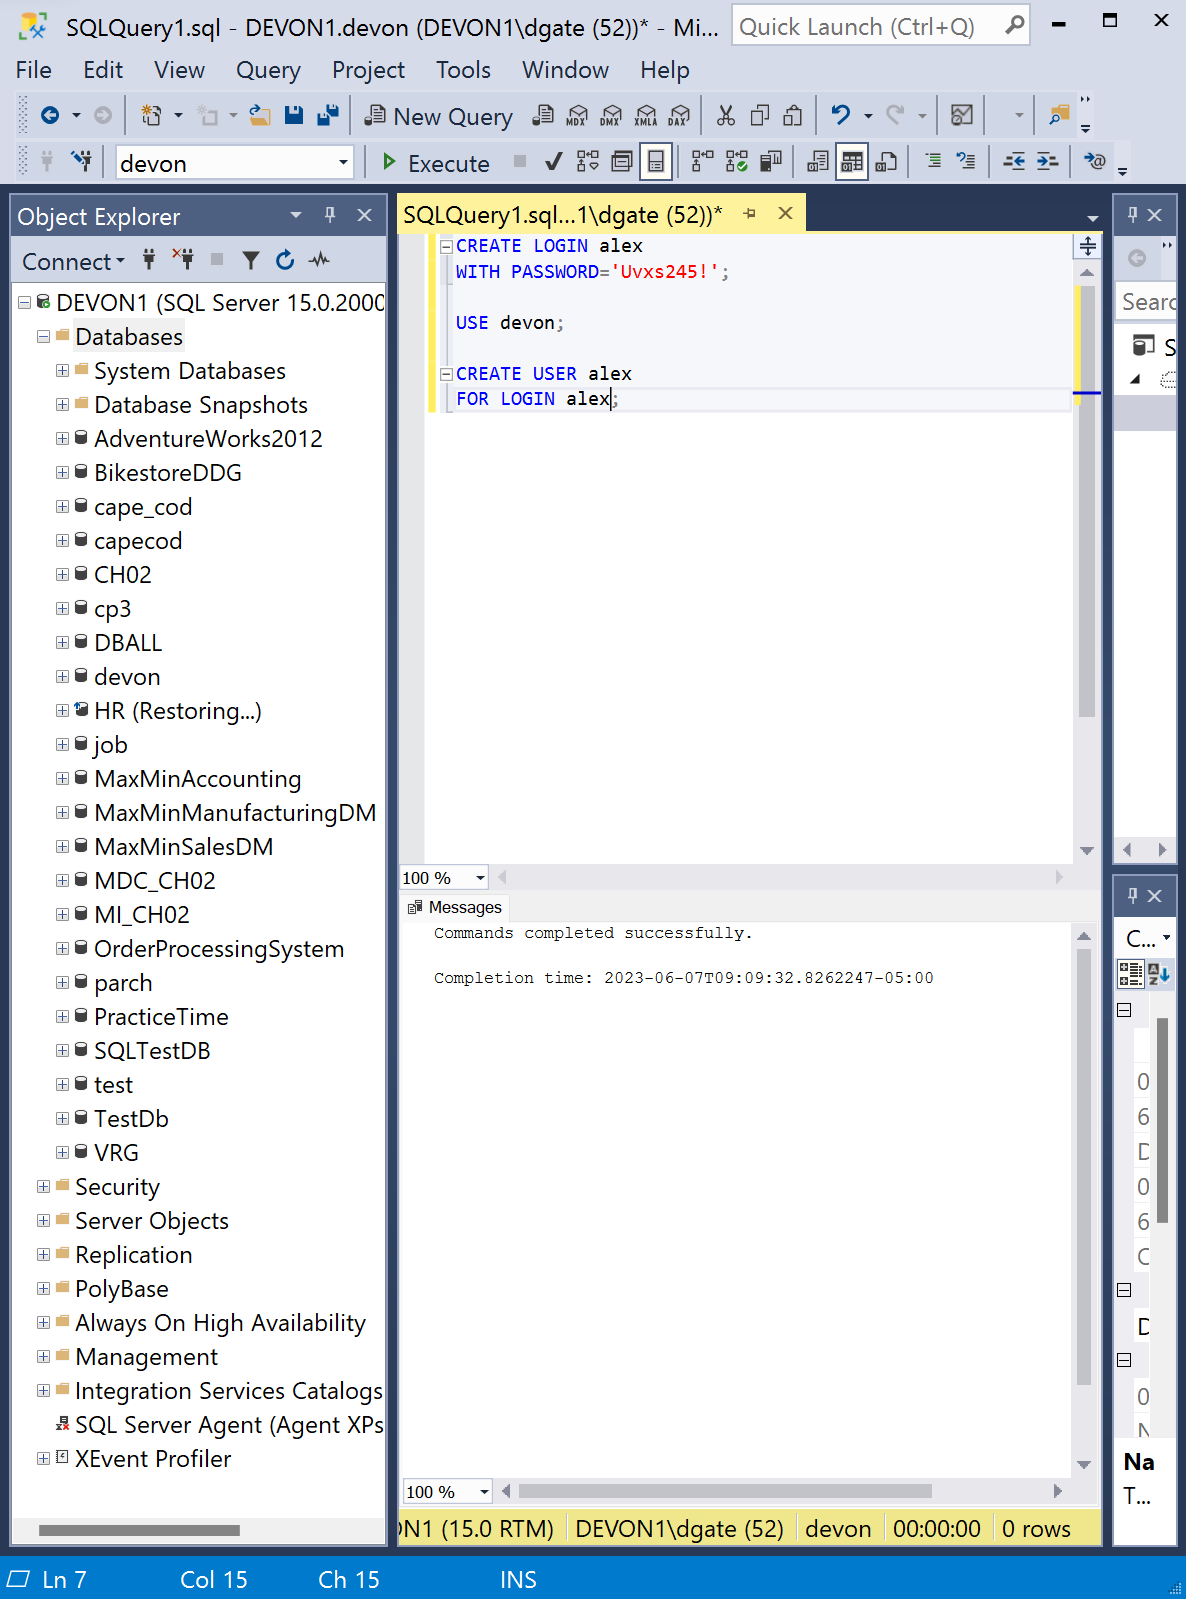 SQLQuery1.sql - DEVON1.devon (DEVON1\dgate (52))* - Mi...
Quick Launch (Ctrl+Q)
File Edit View Query Project Tools Window Help
New Query
MDX DMX XMLA DAX
devon
Execute
Object Explorer
Connect
DEVON1 (SQL Server 15.0.2000
Databases
System Databases
Database Snapshots
AdventureWorks2012
BikestoreDDG
cape_cod
capecod
CH02
cp3
DBALL
devon
HR (Restoring...)
job
MaxMinAccounting
MaxMinManufacturingDM
MaxMinSalesDM
MDC_CH02
MI_CH02
OrderProcessingSystem
parch
PracticeTime
SQLTestDB
test
TestDb
VRG
Security
Server Objects
Replication
PolyBase
Always On High Availability
Management
Integration Services Catalogs
SQL Server Agent (Agent XPs
XEvent Profiler
SQLQuery1.sql...1\dgate (52))*
CREATE LOGIN alex
WITH PASSWORD='Uvxs245!';
USE devon;
CREATE USER alex
FOR LOGIN alex;
100 %
Messages
Commands completed successfully.
Completion time: 2023-06-07T09:09:32.8262247-05:00
100 %
ON1 (15.0 RTM) DEVON1\dgate (52) devon 00:00:00 0 rows
Searc
S
C...
0
6
D
0
6
C
D
0
N
Na
T...
Ln 7 Col 15 Ch 15 INS